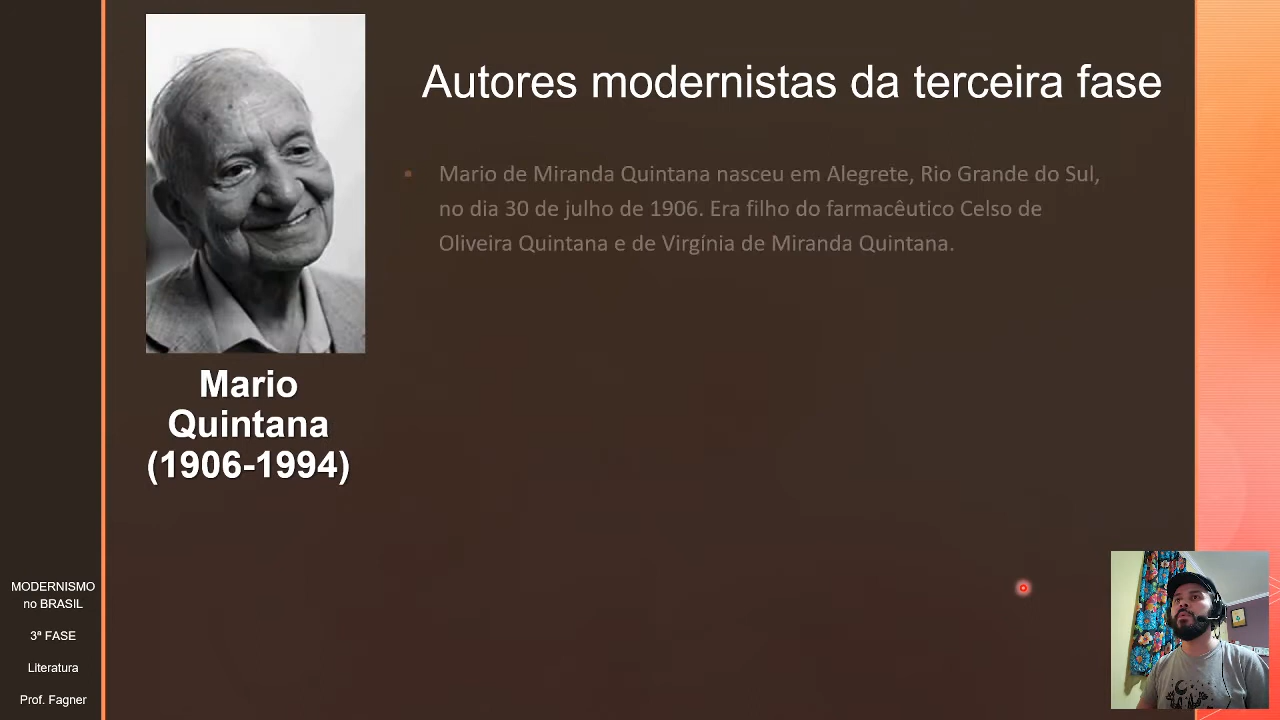 Autores modernistas da terceira fase
Mario de Miranda Quintana nasceu em Alegrete, Rio Grande do Sul,
no dia 30 de julho de 1906. Era filho do farmacêutico Celso de
Oliveira Quintana e de Virgínia de Miranda Quintana.
Mario
Quintana
(1906-1994)
MODERNISMO
no BRASIL
3ª FASE
Literatura
Prof. Fagner